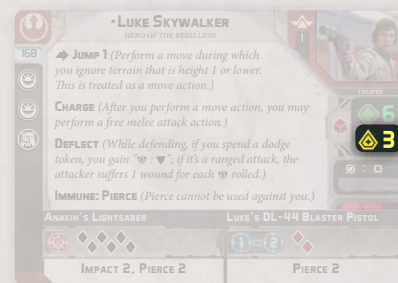 •Luke Skywalker
HERO OF THE REBELLION
1
168
Jump 1 (Perform a move during which
you ignore terrain that is height 1 or lower.
This is treated as a move action.)
Charge (After you perform a move action, you may
perform a free melee attack action.)
Deflect (While defending, if you spend a dodge
token, you gain " : "; if it's a ranged attack, the
attacker suffers 1 wound for each rolled.)
Immune: Pierce (Pierce cannot be used against you.)
TROOPER
6
3
:
Anakin's Lightsaber
Luke's DL-44 Blaster Pistol
1 - 2
Impact 2, Pierce 2
Pierce 2